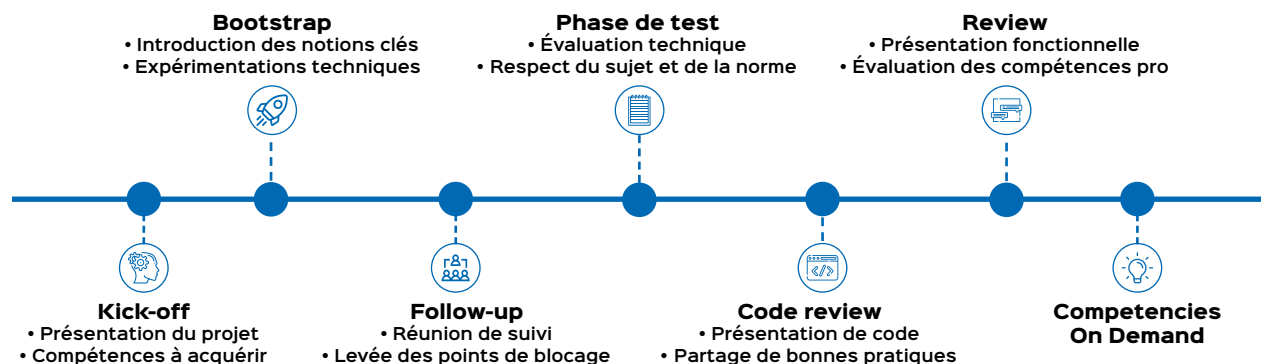 Bootstrap
• Introduction des notions clés
• Expérimentations techniques
Phase de test
• Évaluation technique
• Respect du sujet et de la norme
Review
• Présentation fonctionnelle
• Évaluation des compétences pro
Kick-off
• Présentation du projet
• Compétences à acquérir
Follow-up
• Réunion de suivi
• Levée des points de blocage
</>
Code review
• Présentation de code
• Partage de bonnes pratiques
Competencies
On Demand